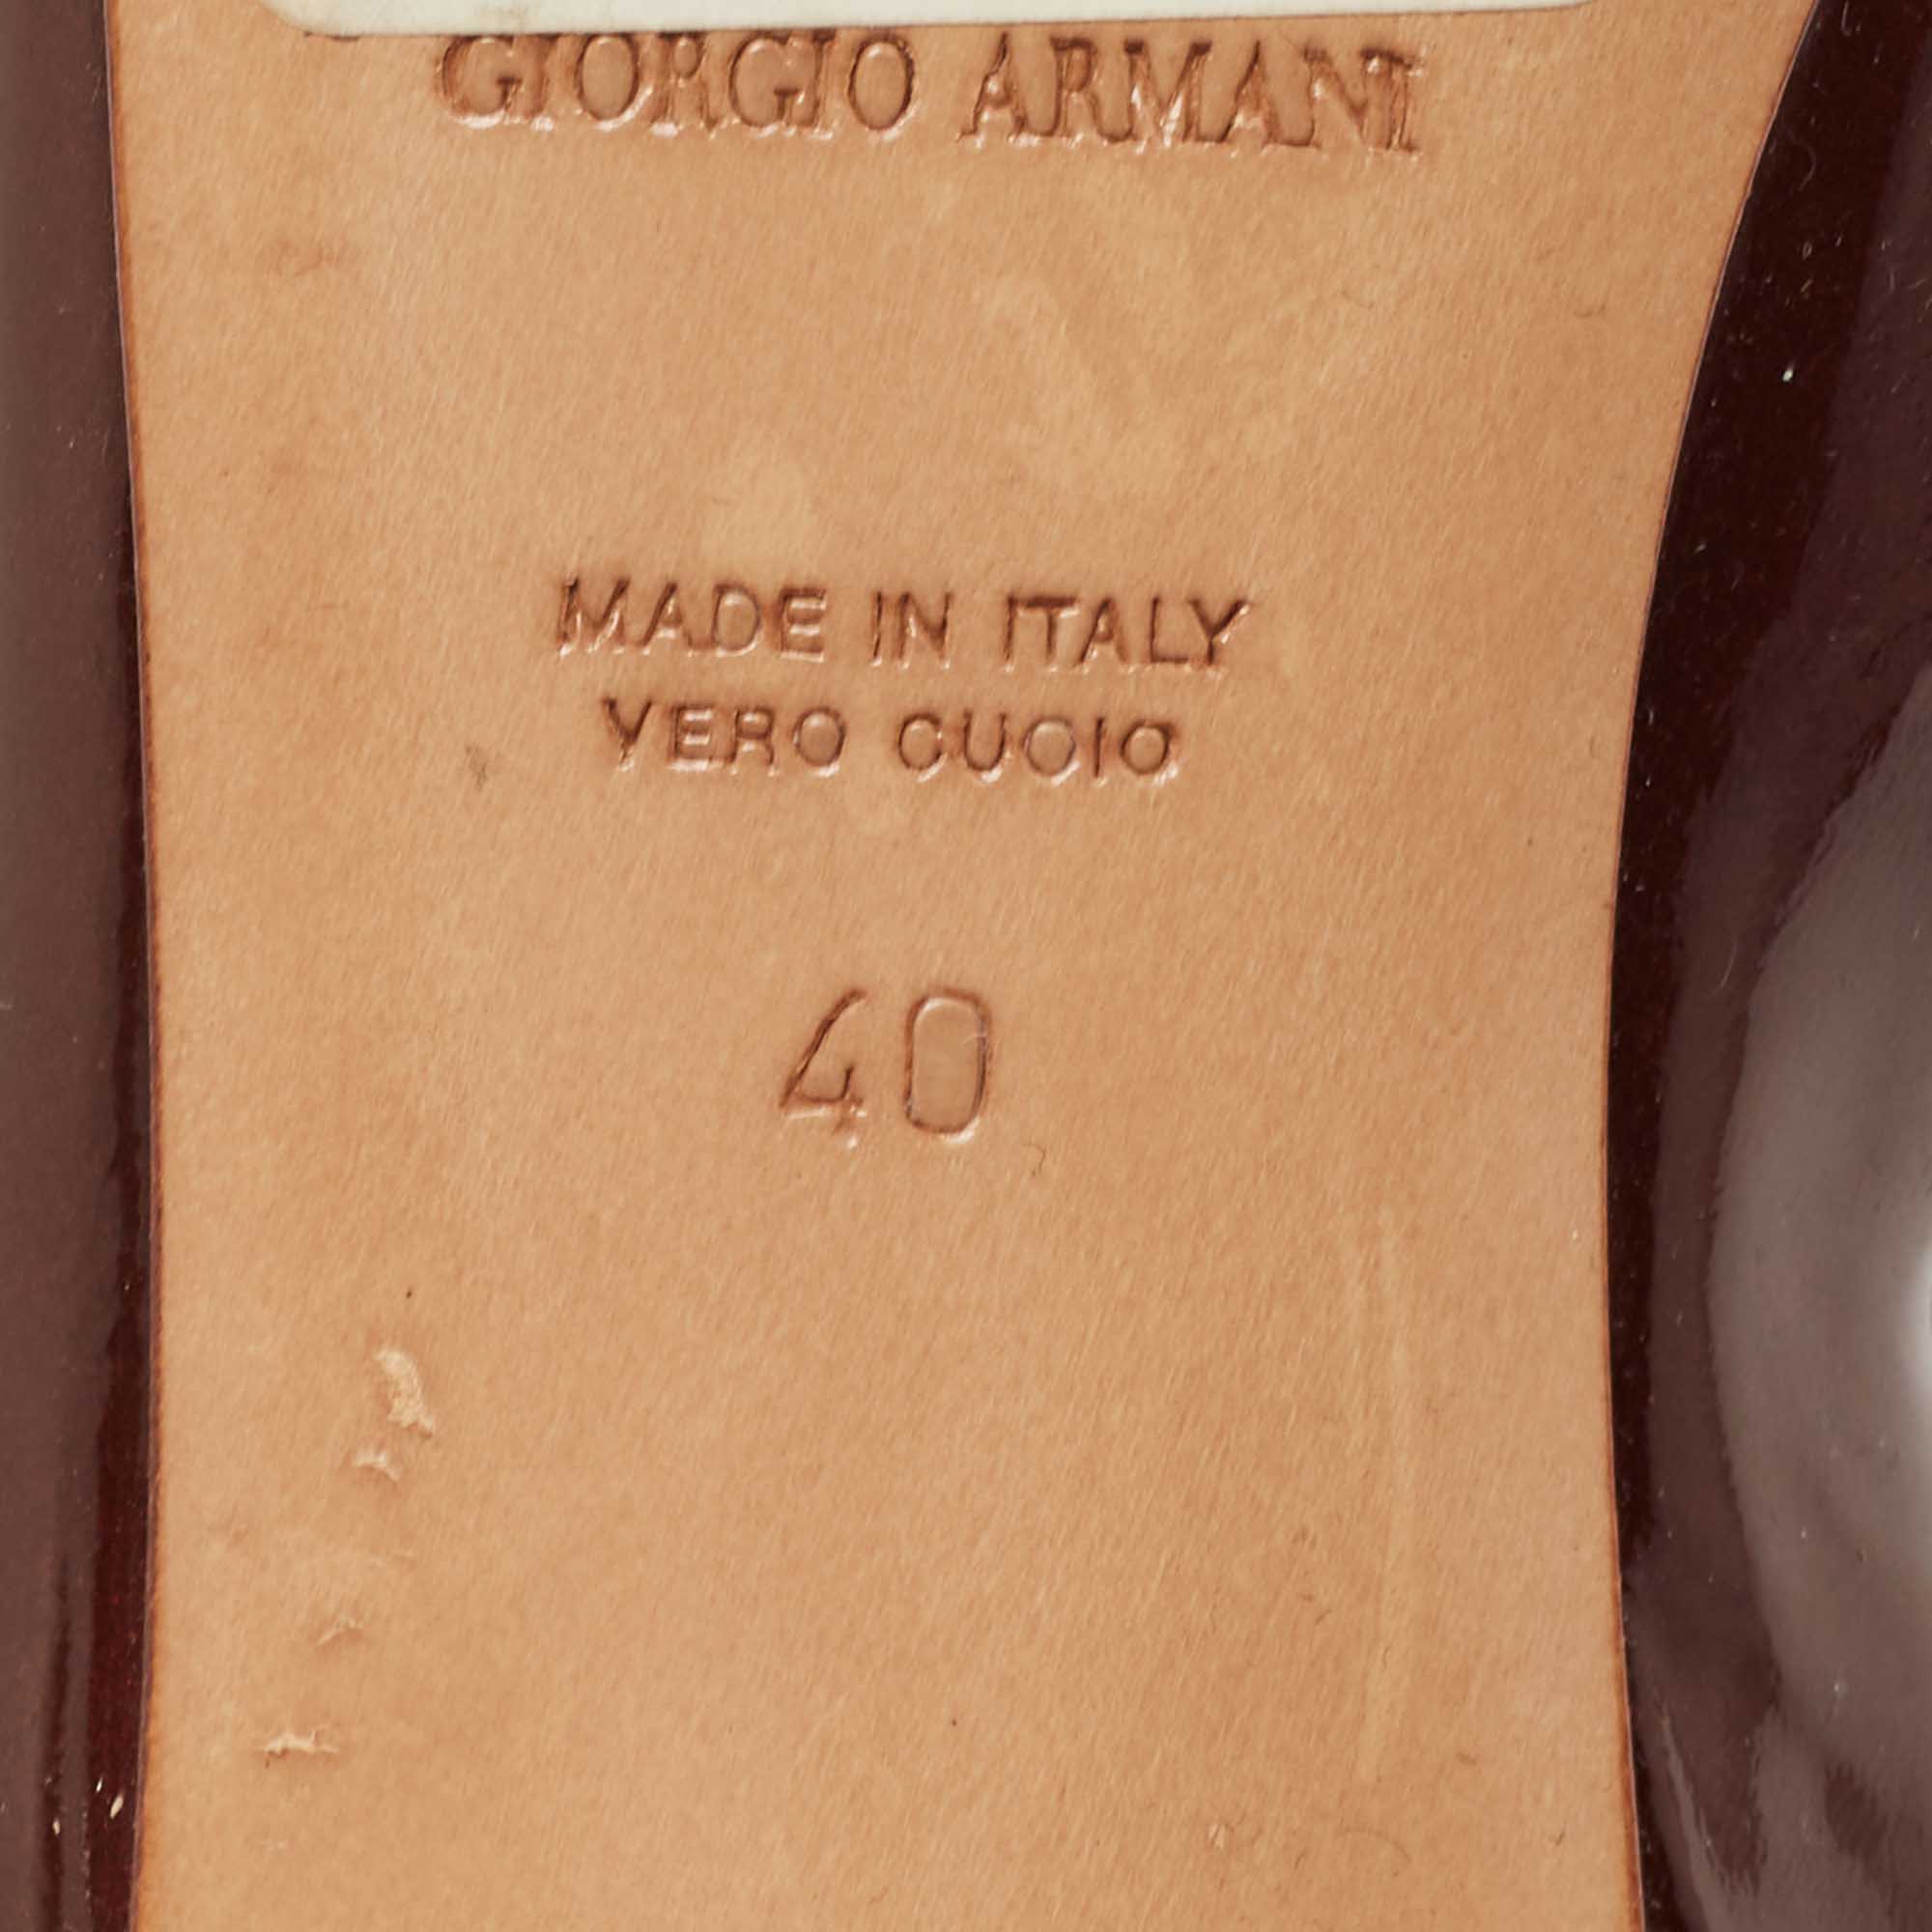 GIORGIO ARMANI
MADE IN ITALY
VERO CUOIO
40